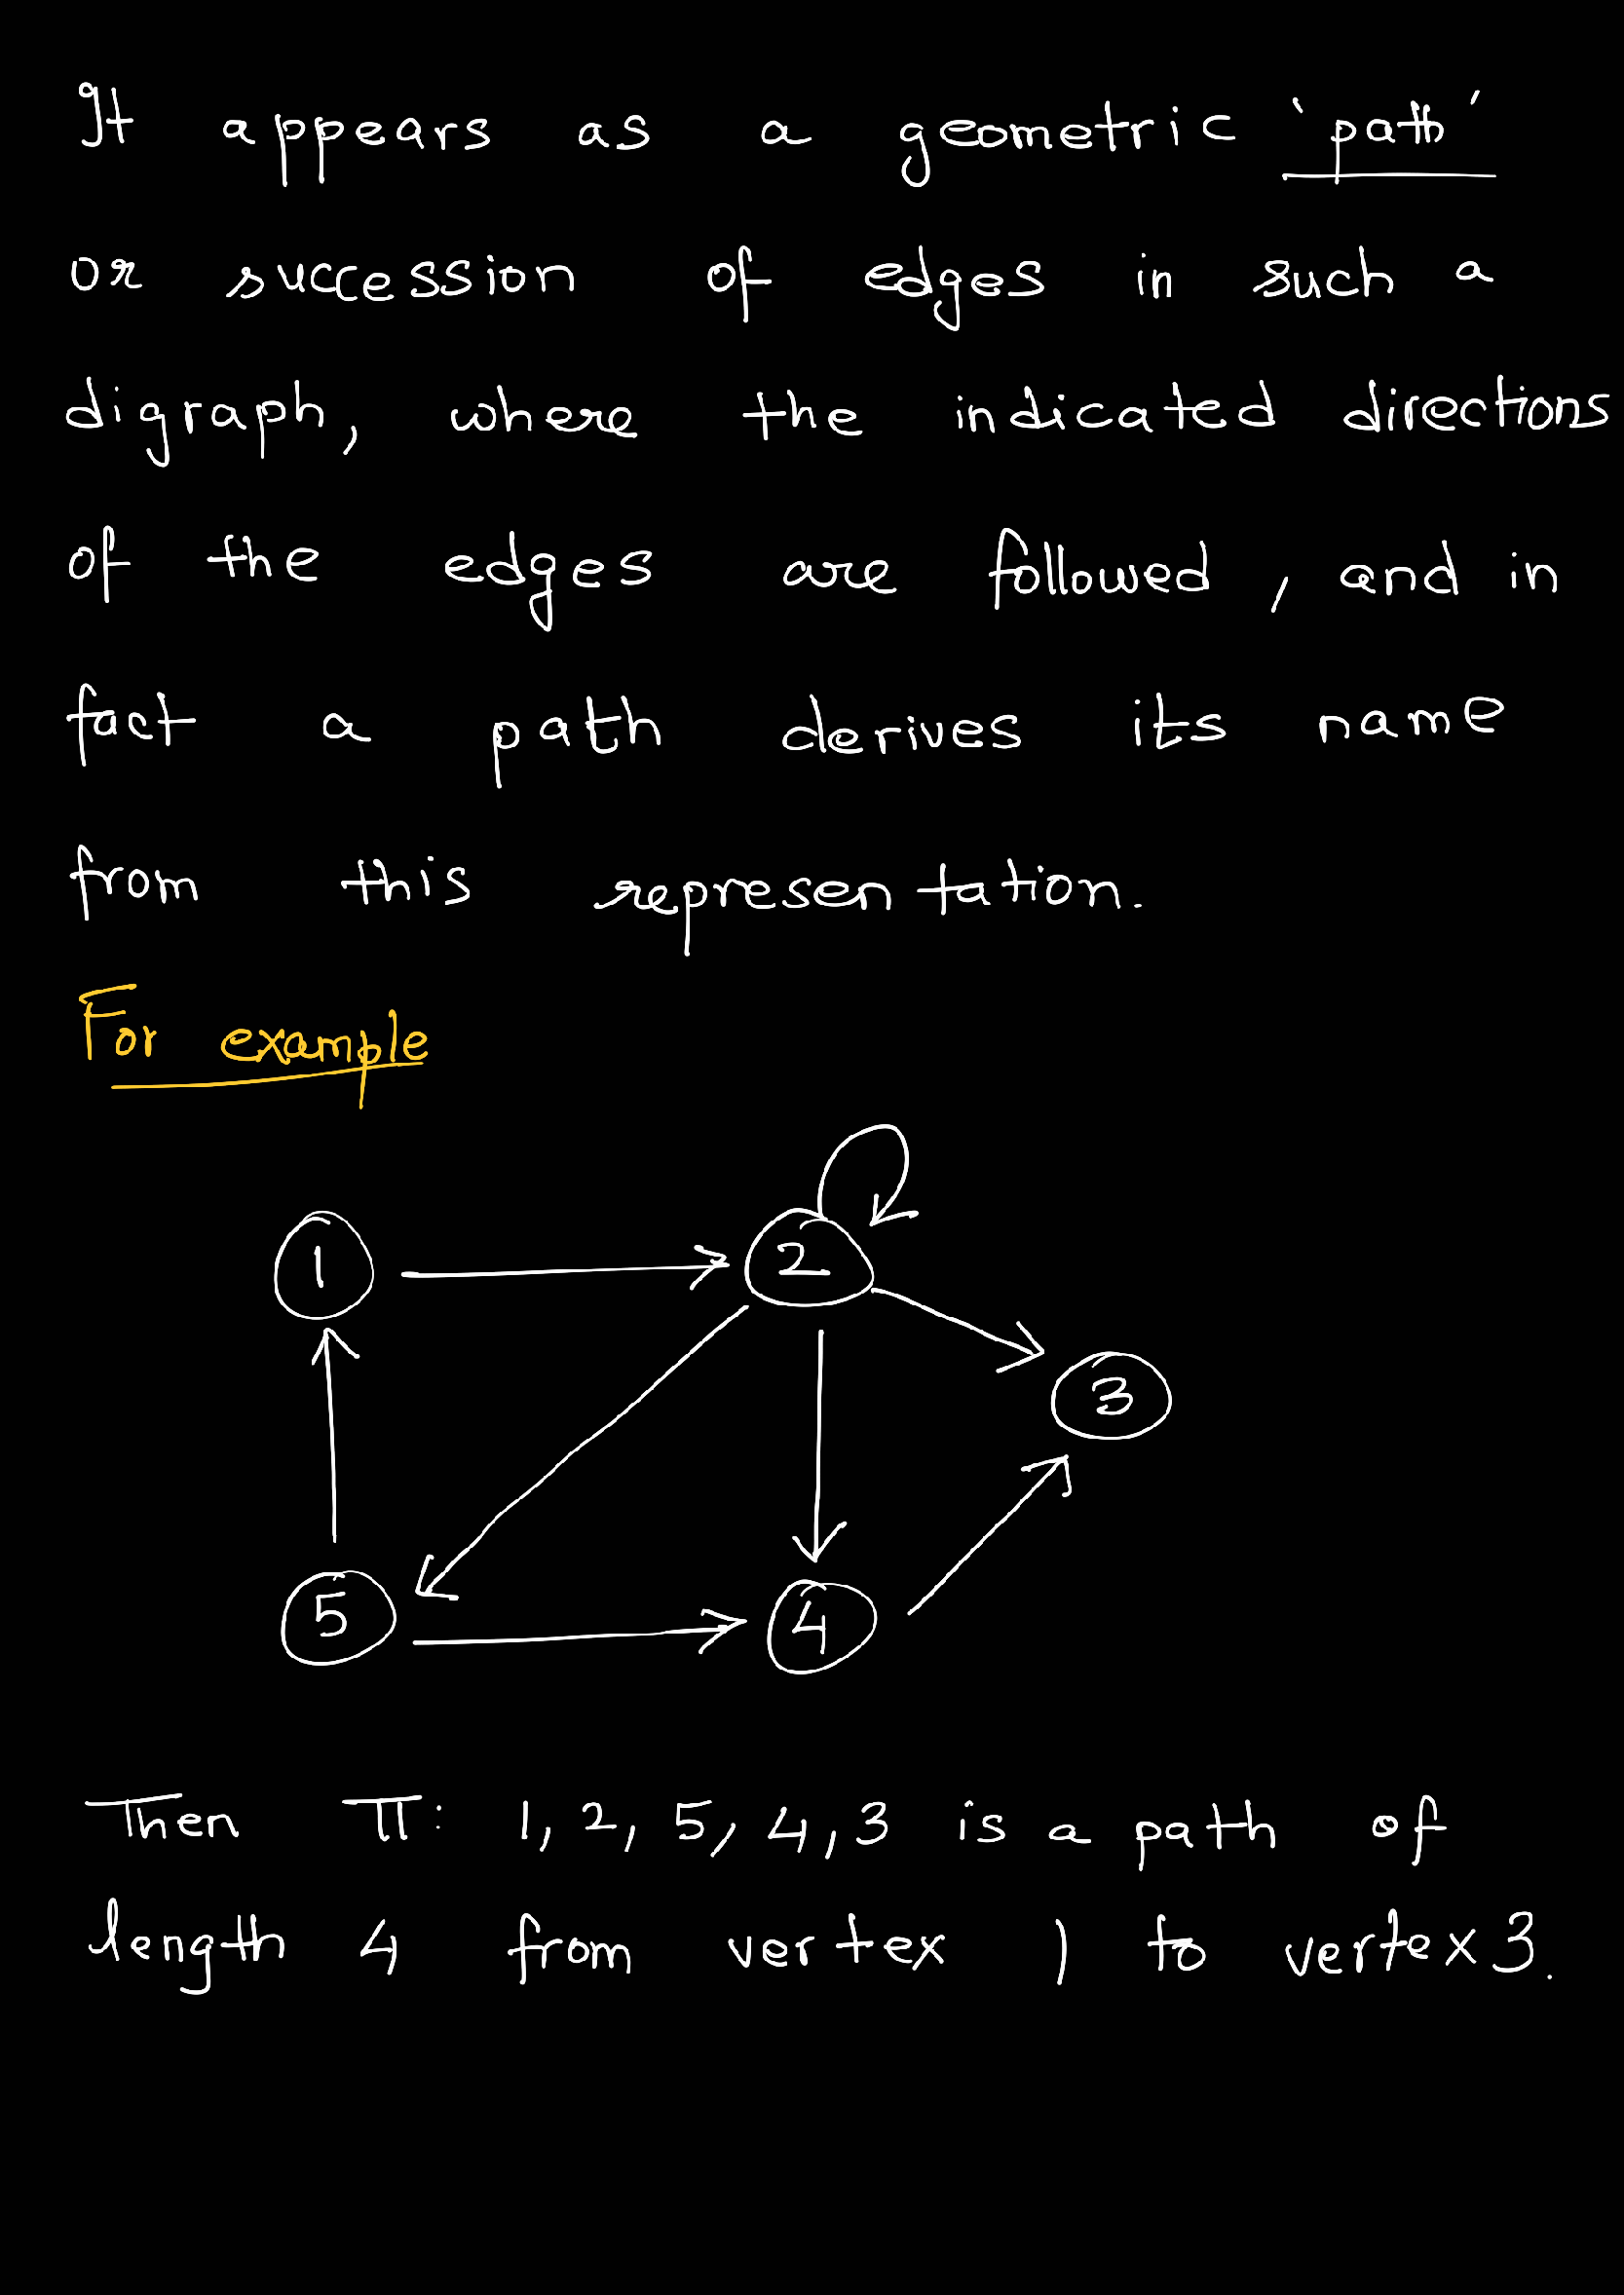 It appears as a geometric 'path'
or succession of edges in such a
digraph, where the indicated directions
of the edges are followed, and in
fact a path derives its name
from this representation.
For example
1 2
3
5 4
Then π: 1, 2, 5, 4, 3 is a path of
length 4 from vertex 1 to vertex 3.